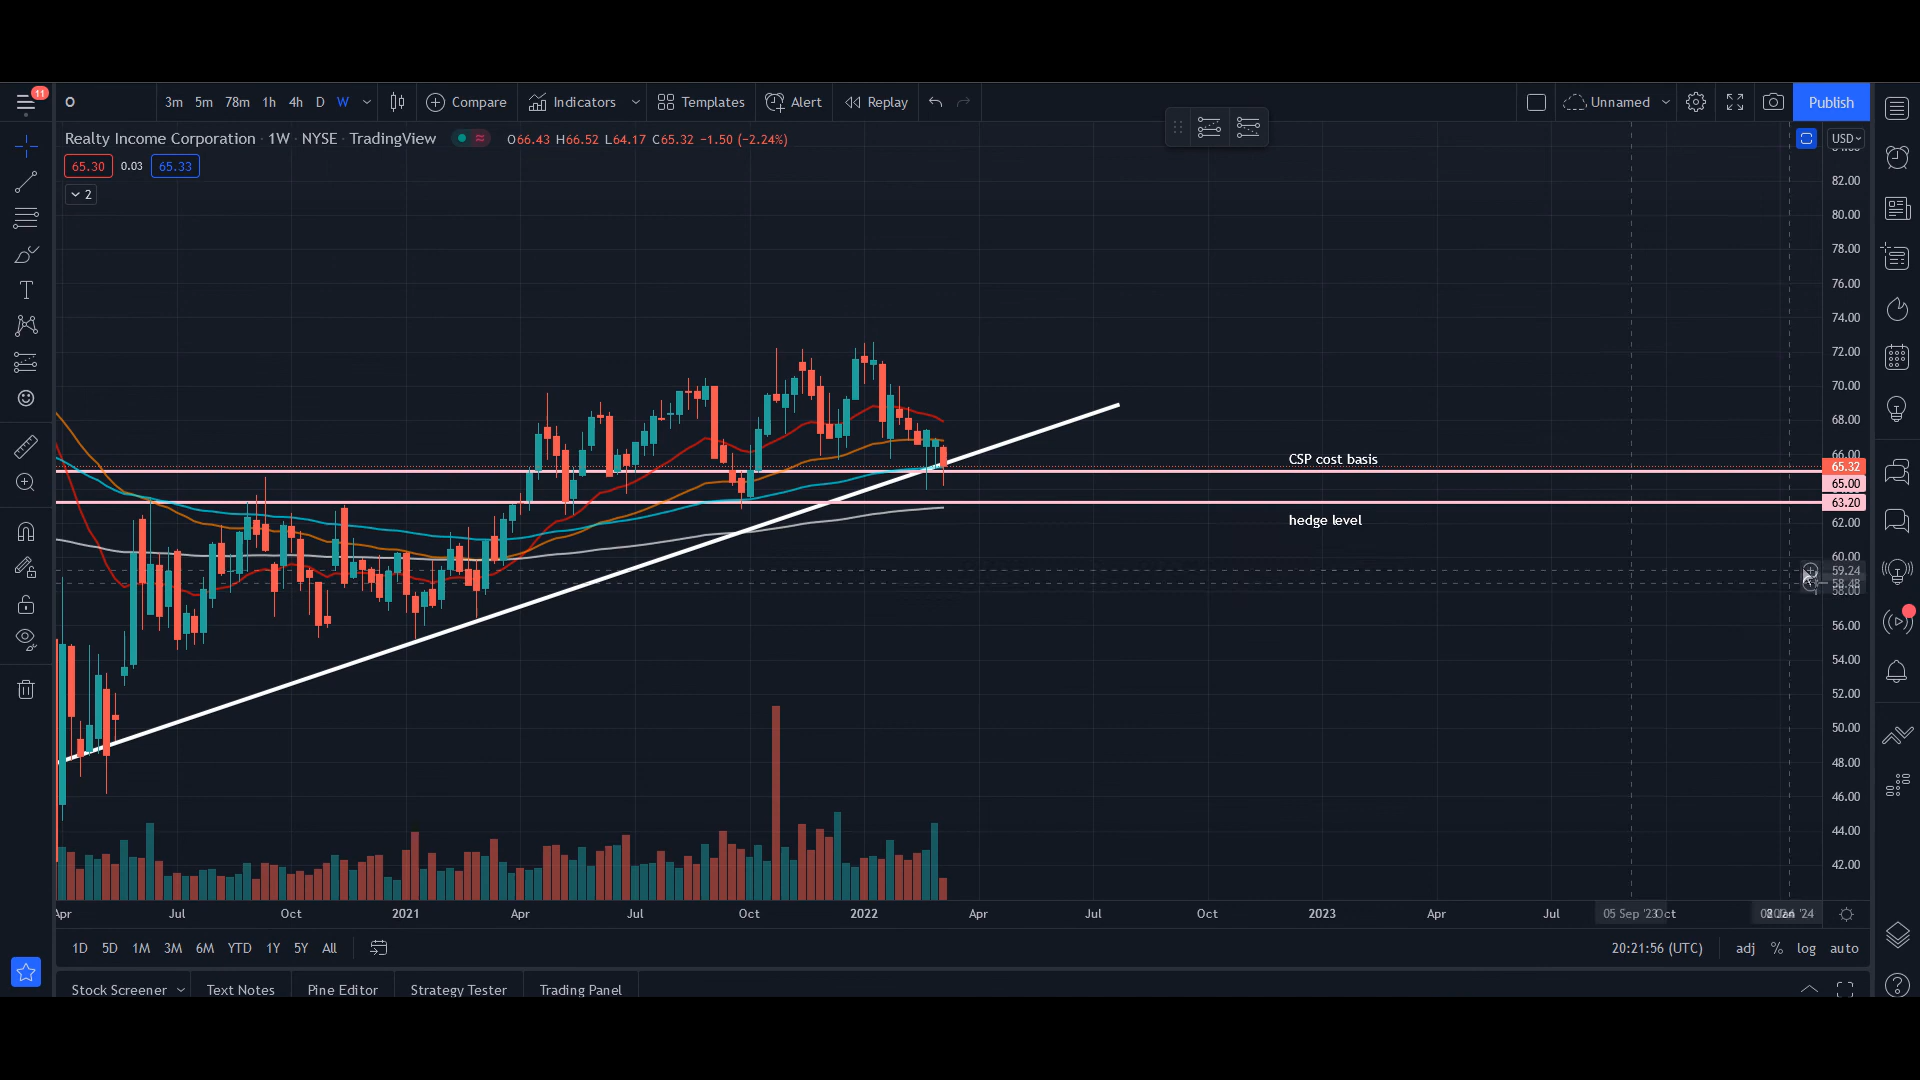 11
O
3m 5m 78m 1h 4h D W
Compare
Indicators
Templates
Alert
Replay
Unnamed
Publish
Realty Income Corporation · 1W · NYSE · TradingView
O66.43 H66.52 L64.17 C65.32 −1.50 (−2.24%)
USD
65.30 0.03 65.33
2
82.00
80.00
78.00
76.00
74.00
72.00
70.00
68.00
66.00
CSP cost basis
65.32
65.00
63.20
hedge level
62.00
60.00
59.24
58.48
58.00
56.00
54.00
52.00
50.00
48.00
46.00
44.00
42.00
Apr Jul Oct 2021 Apr Jul Oct 2022 Apr Jul Oct 2023 Apr Jul 05 Sep '23 Oct '24
1D 5D 1M 3M 6M YTD 1Y 5Y All
20:21:56 (UTC) adj % log auto
Stock Screener Text Notes Pine Editor Strategy Tester Trading Panel